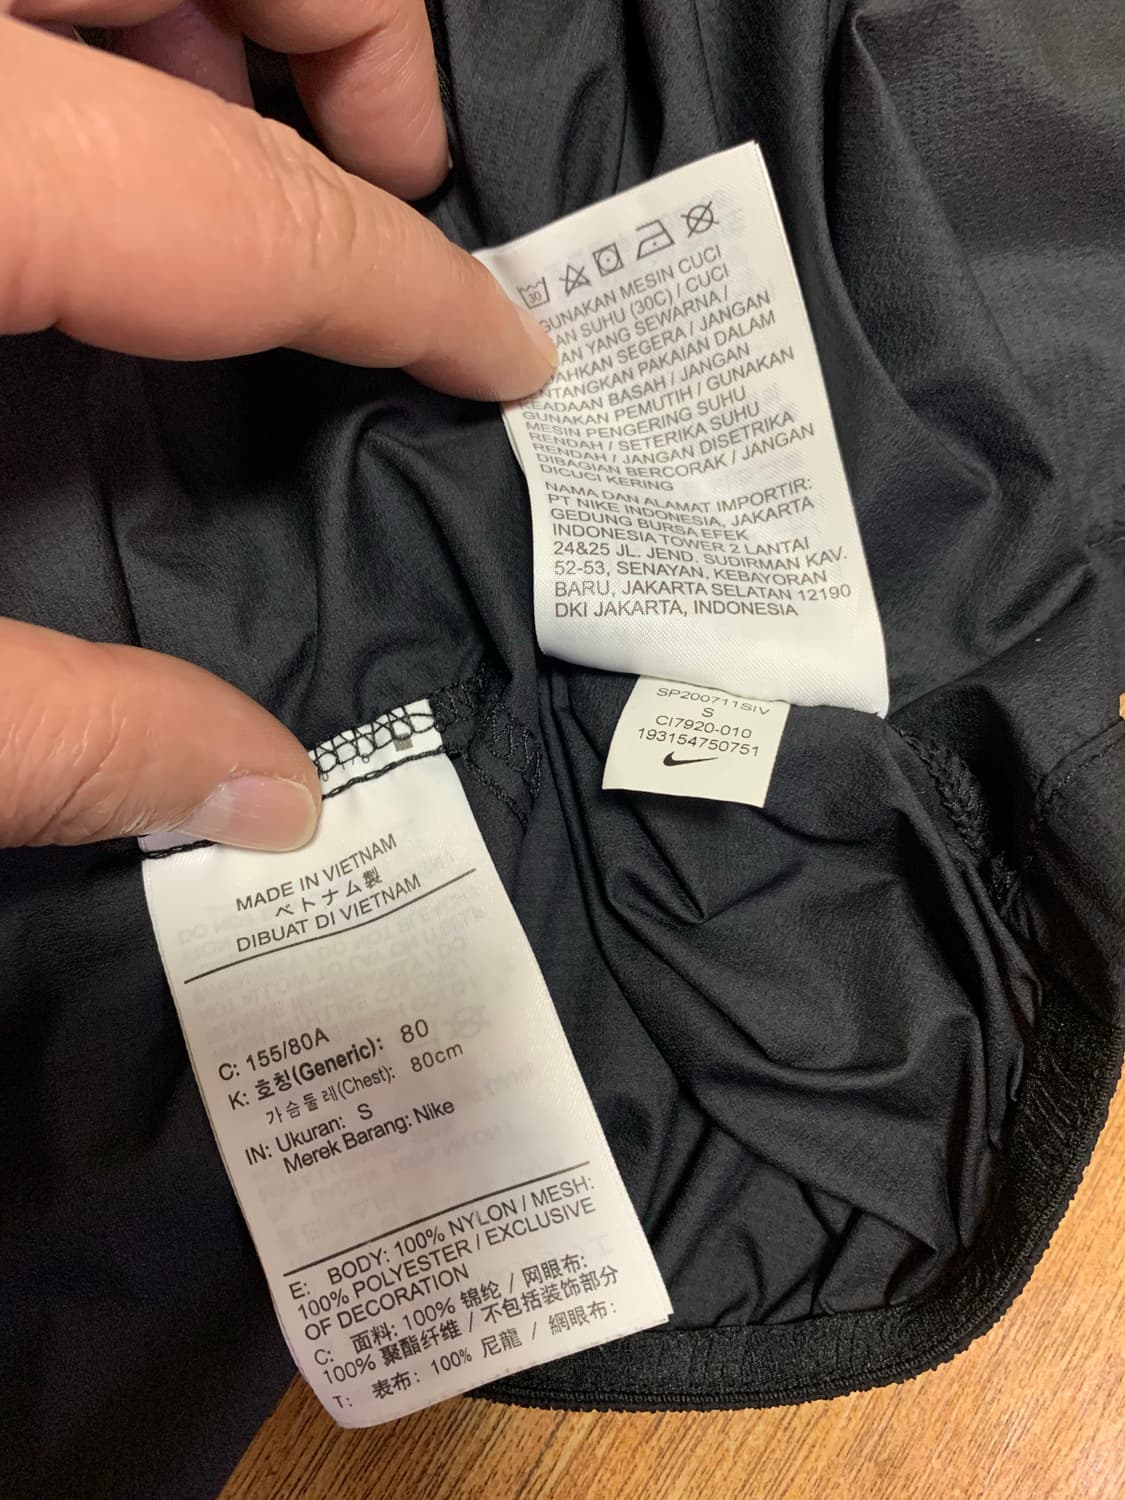 30
GUNAKAN MESIN CUCI
SUHU (30C) / CUCI
YANG SEWARNA /
SEGERA / JANGAN
PAKAIAN DALAM
KEADAAN BASAH / JANGAN
GUNAKAN PEMUTIH / GUNAKAN
MESIN PENGERING SUHU
RENDAH / SETERIKA SUHU
RENDAH / JANGAN DISETRIKA
DIBAGIAN BERCORAK / JANGAN
DICUCI KERING
NAMA DAN ALAMAT IMPORTIR:
PT NIKE INDONESIA, JAKARTA
GEDUNG BURSA EFEK
INDONESIA TOWER 2 LANTAI
24&25 JL. JEND. SUDIRMAN KAV.
52-53, SENAYAN, KEBAYORAN
BARU, JAKARTA SELATAN 12190
DKI JAKARTA, INDONESIA
SP200711SIV
S
CI7920-010
193154750751
MADE IN VIETNAM
ベトナム製
DIBUAT DI VIETNAM
C: 155/80A
K: 호칭(Generic): 80
가슴둘레(Chest): 80cm
IN: Ukuran: S
Merek Barang: Nike
E: BODY: 100% NYLON / MESH:
100% POLYESTER / EXCLUSIVE
OF DECORATION
C: 面料: 100% 锦纶 / 网眼布:
100% 聚酯纤维 / 不包括装饰部分
T: 表布: 100% 尼龍 / 網眼布: